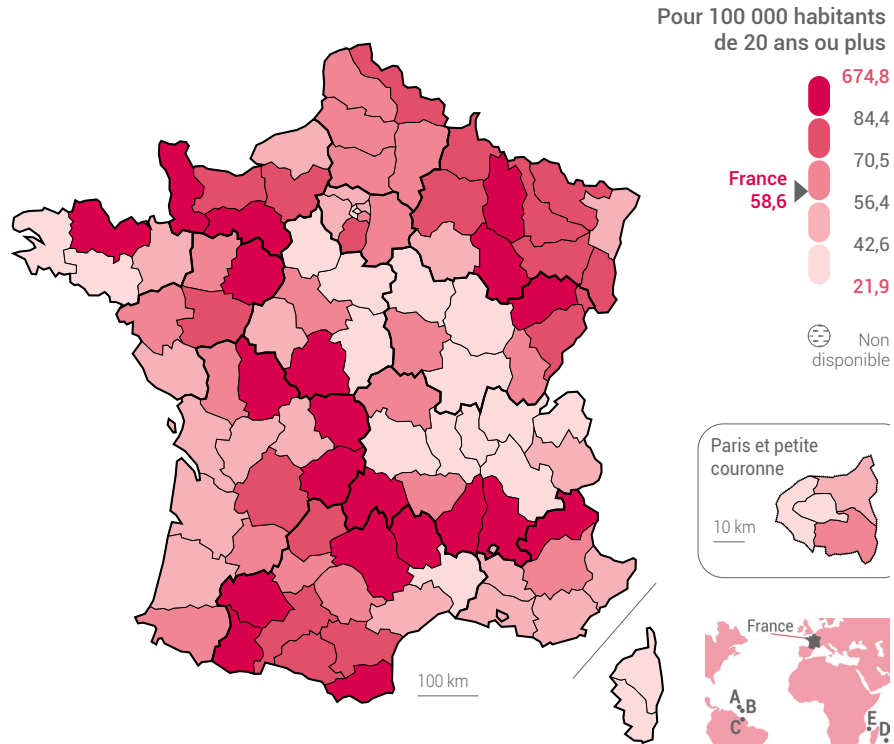 Pour 100 000 habitants
de 20 ans ou plus
674,8
84,4
70,5
France
58,6
56,4
42,6
21,9
Non
disponible
Paris et petite
couronne
10 km
100 km
France
A
B
C
E
D